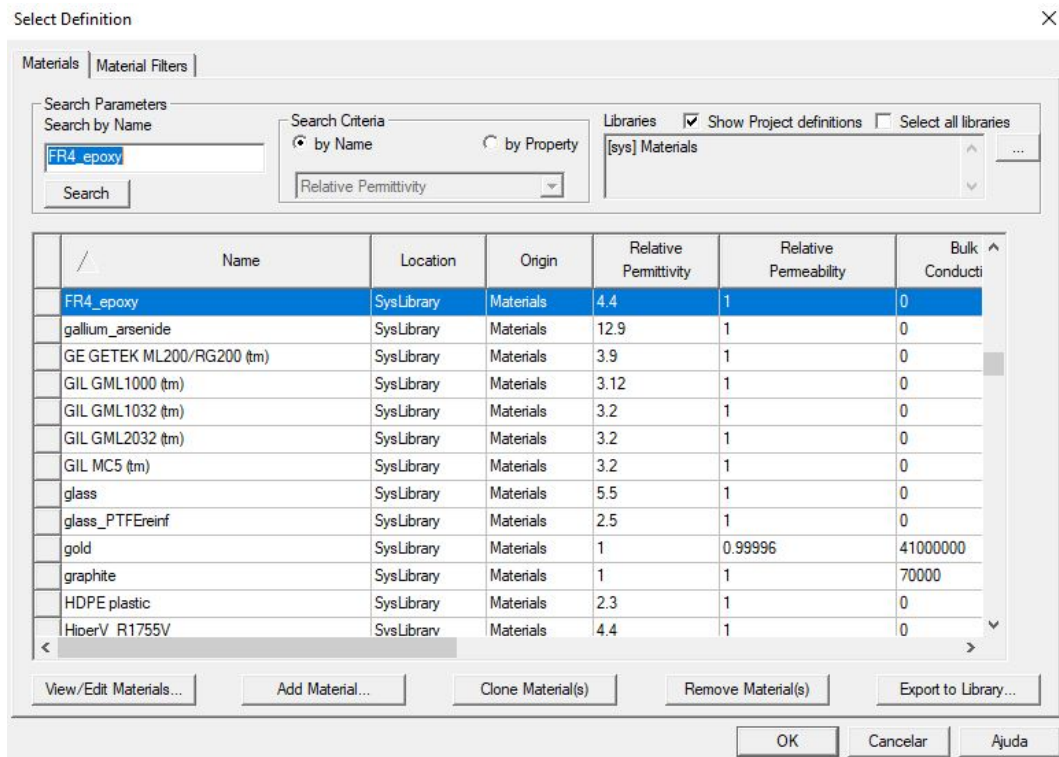 Select Definition
Materials Material Filters
Search Parameters
Search by Name
FR4_epoxy
Search
Search Criteria
by Name by Property
Relative Permittivity
Libraries Show Project definitions Select all libraries
[sys] Materials ...
Name Location Origin Relative Permittivity Relative Permeability Bulk Conducti
FR4_epoxy SysLibrary Materials 4.4 1 0
gallium_arsenide SysLibrary Materials 12.9 1 0
GE GETEK ML200/RG200 (tm) SysLibrary Materials 3.9 1 0
GIL GML1000 (tm) SysLibrary Materials 3.12 1 0
GIL GML1032 (tm) SysLibrary Materials 3.2 1 0
GIL GML2032 (tm) SysLibrary Materials 3.2 1 0
GIL MC5 (tm) SysLibrary Materials 3.2 1 0
glass SysLibrary Materials 5.5 1 0
glass_PTFEreinf SysLibrary Materials 2.5 1 0
gold SysLibrary Materials 1 0.99996 41000000
graphite SysLibrary Materials 1 1 70000
HDPE plastic SysLibrary Materials 2.3 1 0
HiperV_R1755V SysLibrary Materials 4.4 1 0
View/Edit Materials... Add Material... Clone Material(s) Remove Material(s) Export to Library...
OK Cancelar Ajuda